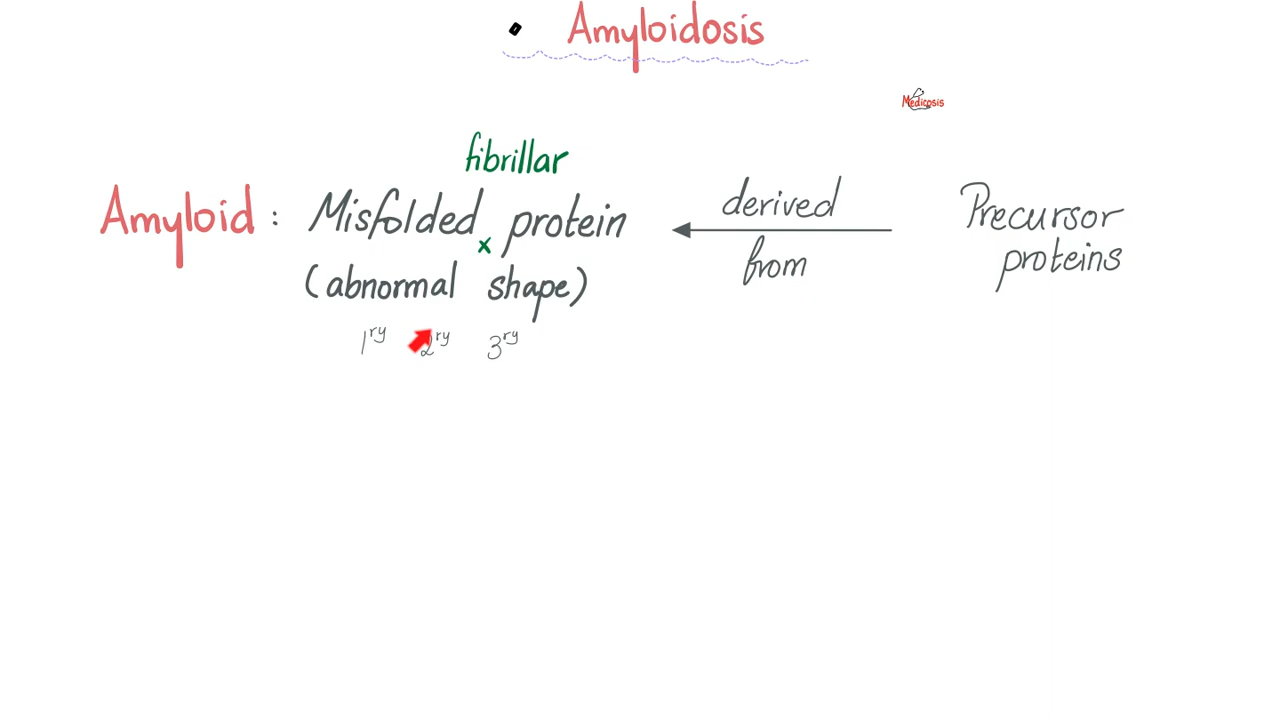 Amyloidosis
Medicosis
fibrillar
Amyloid : Misfolded x protein
(abnormal shape)
1ry 2ry 3ry
derived
from
Precursor
proteins